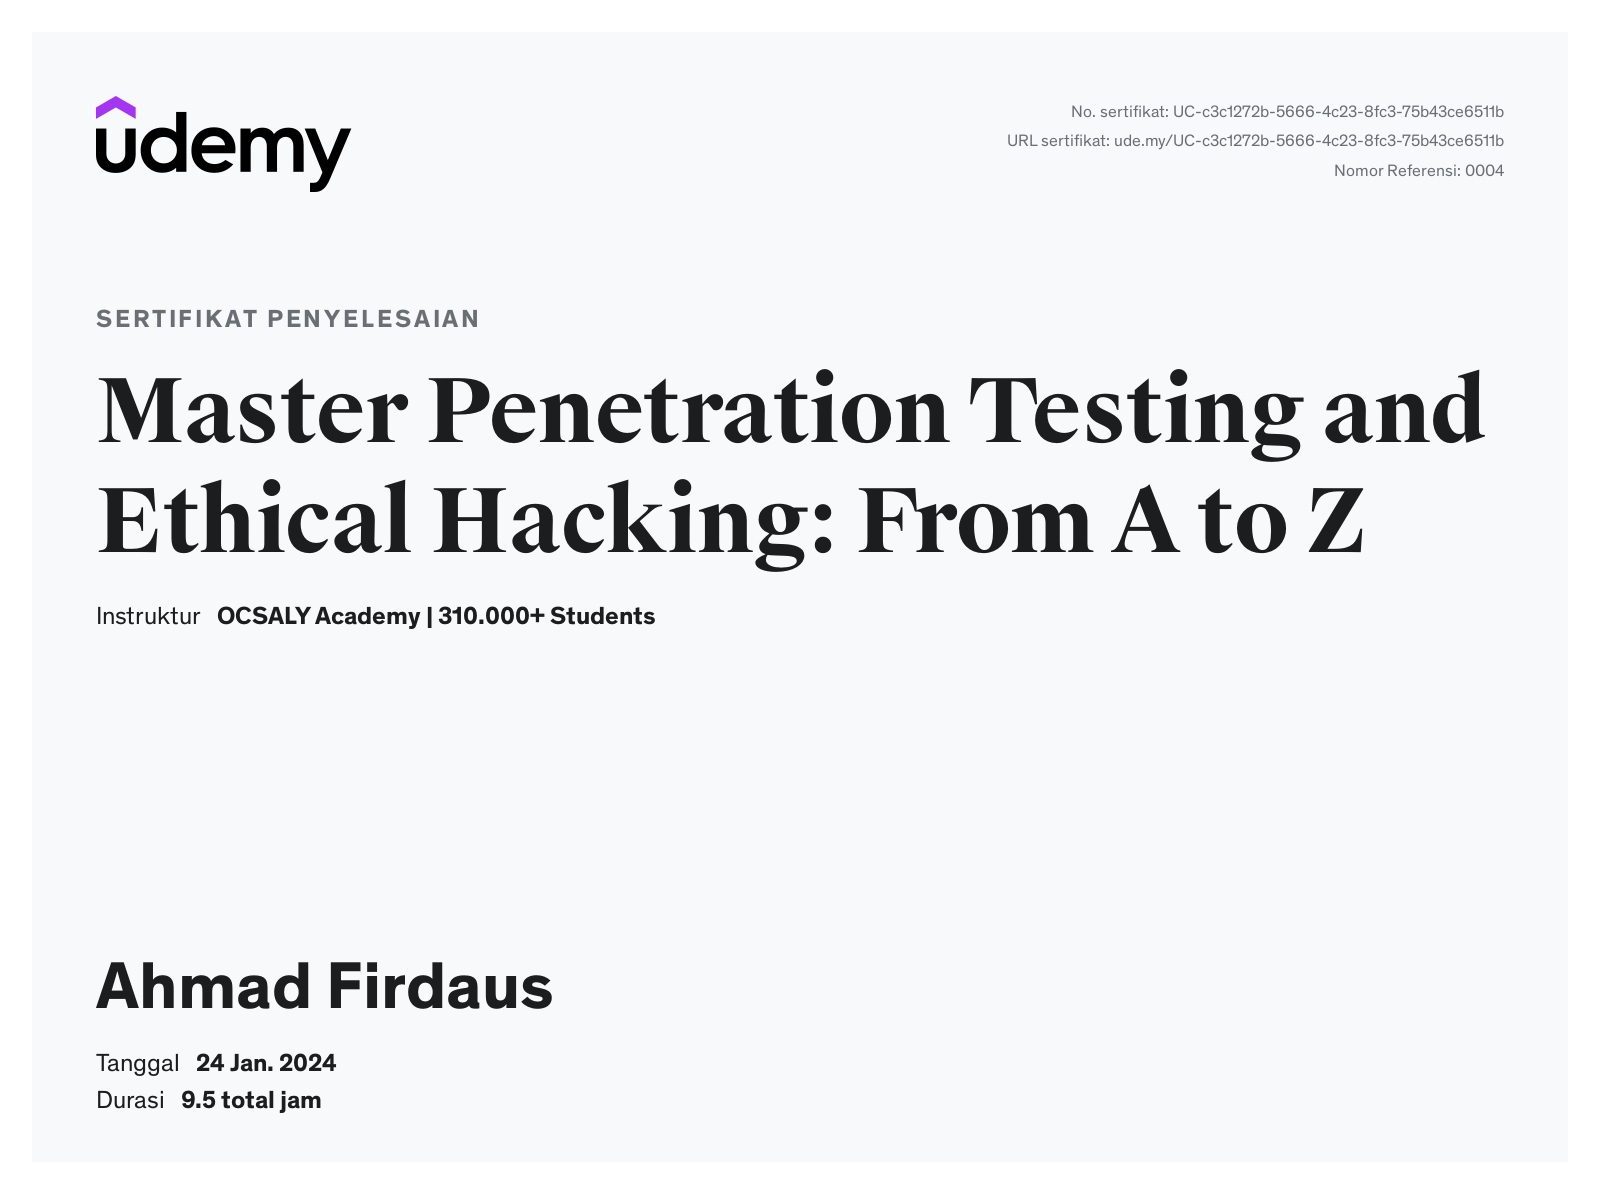 udemy
No. sertifikat: UC-c3c1272b-5666-4c23-8fc3-75b43ce6511b
URL sertifikat: ude.my/UC-c3c1272b-5666-4c23-8fc3-75b43ce6511b
Nomor Referensi: 0004
SERTIFIKAT PENYELESAIAN
Master Penetration Testing and
Ethical Hacking: From A to Z
Instruktur OCSALY Academy | 310.000+ Students
Ahmad Firdaus
Tanggal 24 Jan. 2024
Durasi 9.5 total jam